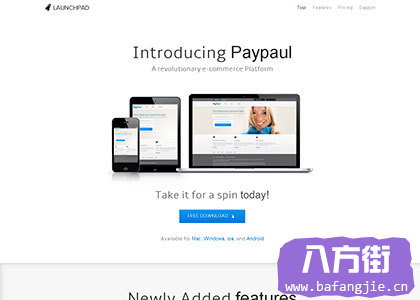 LAUNCHPAD
Tour Features Pricing Support
Introducing Paypaul
A revolutionary e-commerce Platform
Take it for a spin today!
FREE DOWNLOAD
Available for Mac, Windows, ios, and Android
八方街
www.bafangjie.cn
Newly Added features